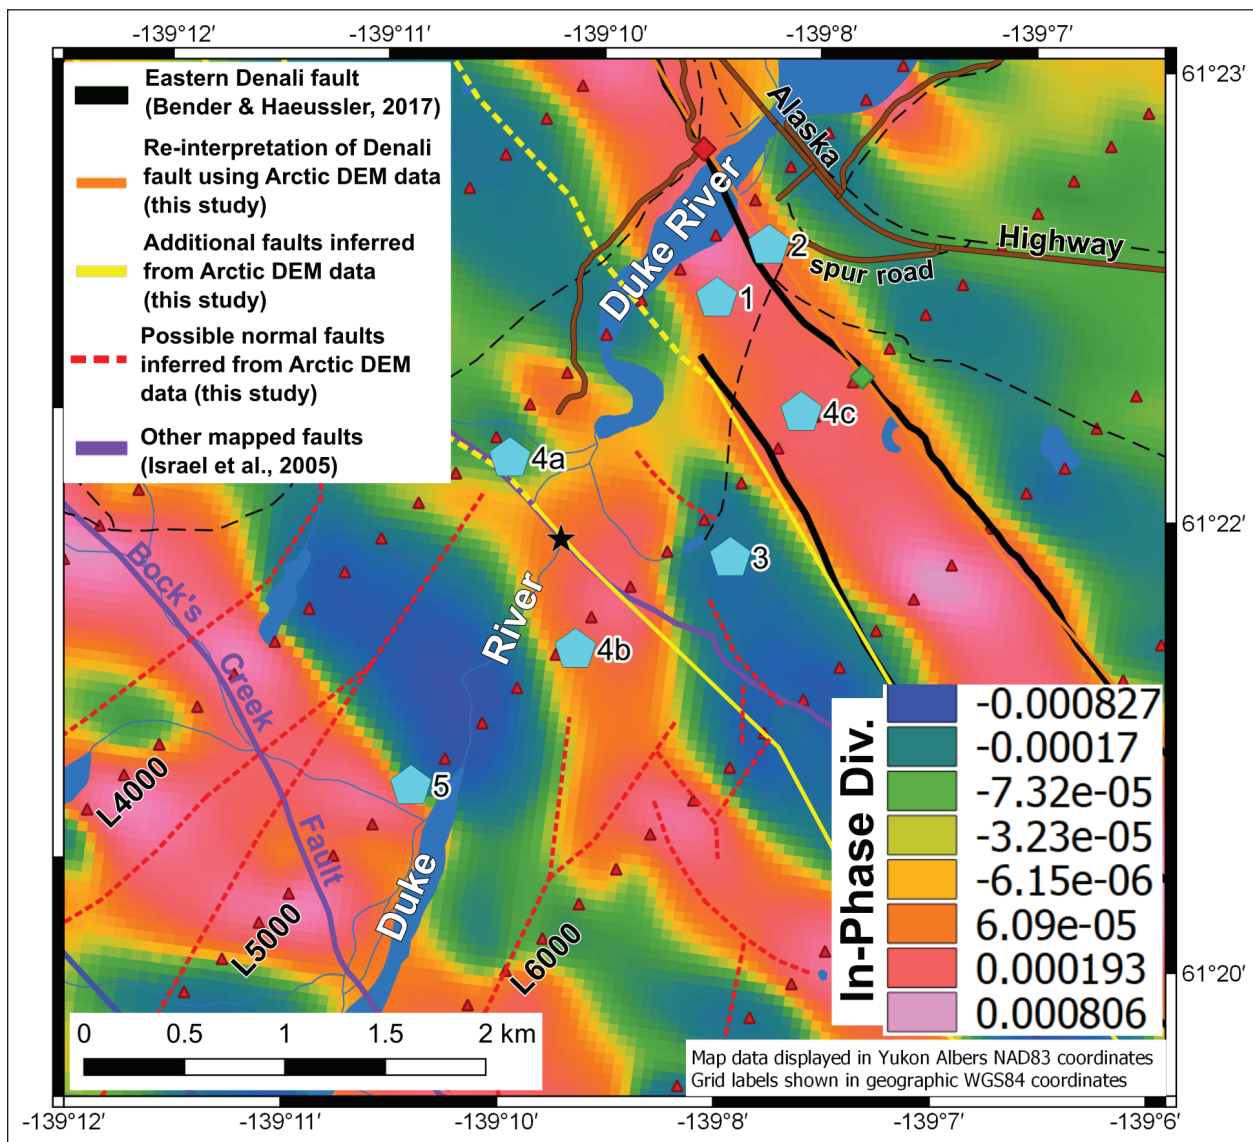 -139°12'
-139°11'
-139°10'
-139°8'
-139°7'
61°23'
61°22'
61°20'
Eastern Denali fault
(Bender & Haeussler, 2017)
Re-interpretation of Denali
fault using Arctic DEM data
(this study)
Additional faults inferred
from Arctic DEM data
(this study)
Possible normal faults
inferred from Arctic DEM
data (this study)
Other mapped faults
(Israel et al., 2005)
Alaska
Highway
spur road
Duke River
2
1
4c
4a
3
4b
5
River
Duke
Bock's
Creek
Fault
L4000
L5000
L6000
In-Phase Div.
-0.000827
-0.00017
-7.32e-05
-3.23e-05
-6.15e-06
6.09e-05
0.000193
0.000806
0
0.5
1
1.5
2 km
Map data displayed in Yukon Albers NAD83 coordinates
Grid labels shown in geographic WGS84 coordinates
-139°12'
-139°11'
-139°10'
-139°8'
-139°7'
-139°6'